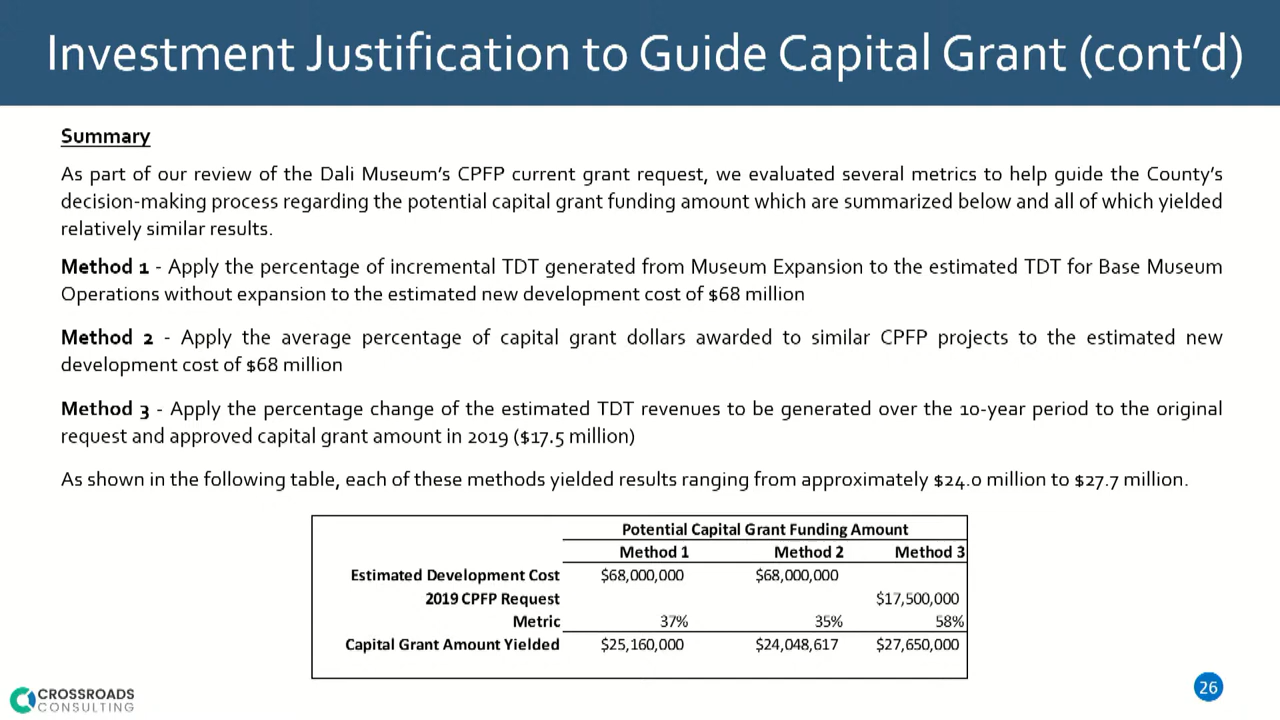 Investment Justification to Guide Capital Grant (cont’d)
Summary
As part of our review of the Dali Museum’s CPFP current grant request, we evaluated several metrics to help guide the County’s
decision-making process regarding the potential capital grant funding amount which are summarized below and all of which yielded
relatively similar results.
Method 1 - Apply the percentage of incremental TDT generated from Museum Expansion to the estimated TDT for Base Museum
Operations without expansion to the estimated new development cost of $68 million
Method 2 - Apply the average percentage of capital grant dollars awarded to similar CPFP projects to the estimated new
development cost of $68 million
Method 3 - Apply the percentage change of the estimated TDT revenues to be generated over the 10-year period to the original
request and approved capital grant amount in 2019 ($17.5 million)
As shown in the following table, each of these methods yielded results ranging from approximately $24.0 million to $27.7 million.
Potential Capital Grant Funding Amount
Method 1 Method 2 Method 3
Estimated Development Cost $68,000,000 $68,000,000
2019 CPFP Request $17,500,000
Metric 37% 35% 58%
Capital Grant Amount Yielded $25,160,000 $24,048,617 $27,650,000
CROSSROADS
CONSULTING
26